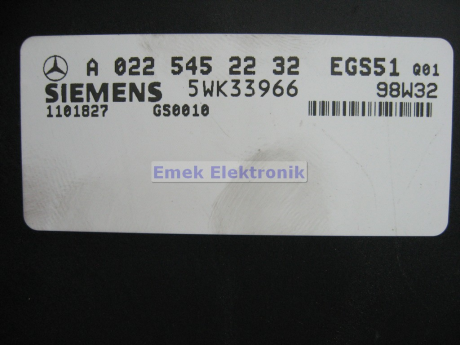 A 022 545 22 32 EGS51 Q01
SIEMENS 5WK33966 98W32
1101827 GS0010
Emek Elektronik